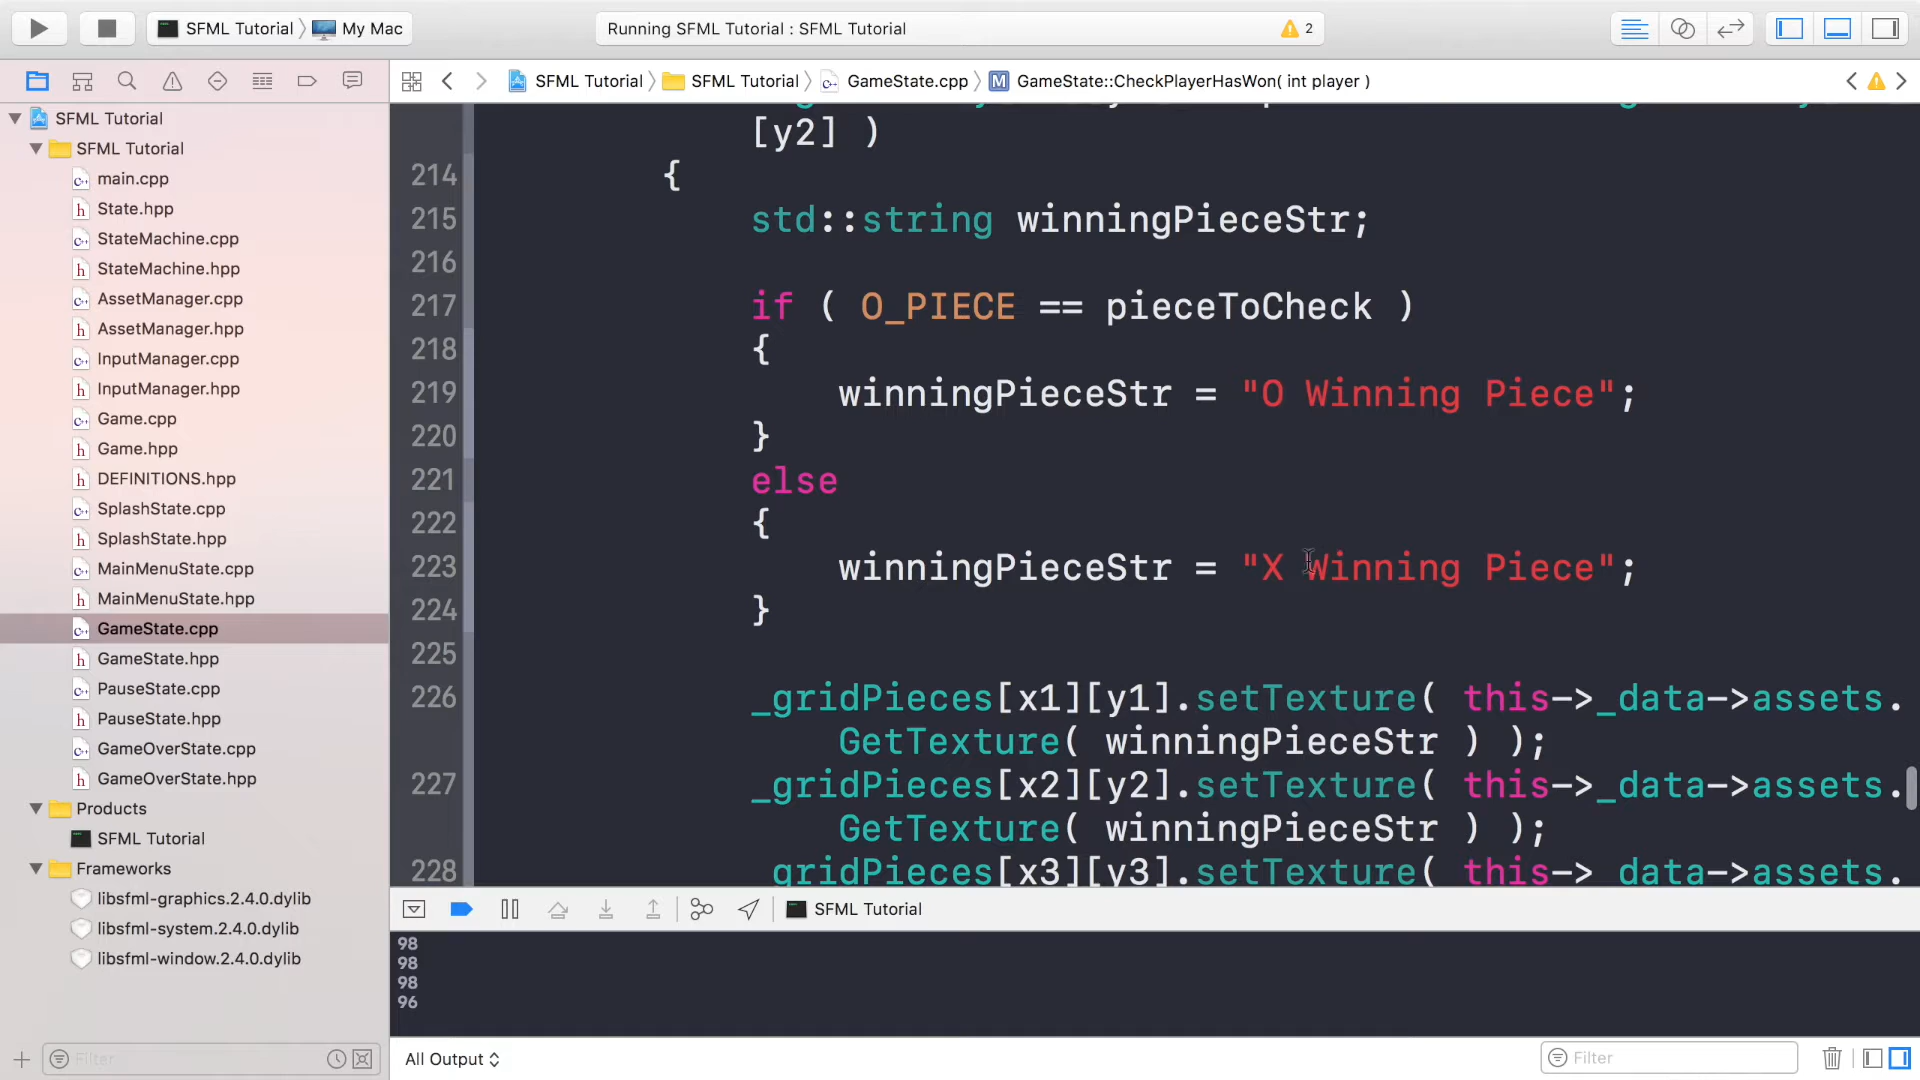 SFML Tutorial
My Mac
Running SFML Tutorial : SFML Tutorial
2
SFML Tutorial
SFML Tutorial
GameState.cpp
GameState::CheckPlayerHasWon( int player )
SFML Tutorial
SFML Tutorial
main.cpp
State.hpp
StateMachine.cpp
StateMachine.hpp
AssetManager.cpp
AssetManager.hpp
InputManager.cpp
InputManager.hpp
Game.cpp
Game.hpp
DEFINITIONS.hpp
SplashState.cpp
SplashState.hpp
MainMenuState.cpp
MainMenuState.hpp
GameState.cpp
GameState.hpp
PauseState.cpp
PauseState.hpp
GameOverState.cpp
GameOverState.hpp
Products
SFML Tutorial
Frameworks
libsfml-graphics.2.4.0.dylib
libsfml-system.2.4.0.dylib
libsfml-window.2.4.0.dylib
Filter
[y2] )
214 {
215 std::string winningPieceStr;
216
217 if ( O_PIECE == pieceToCheck )
218 {
219 winningPieceStr = "O Winning Piece";
220 }
221 else
222 {
223 winningPieceStr = "X Winning Piece";
224 }
225
226 _gridPieces[x1][y1].setTexture( this->_data->assets.
GetTexture( winningPieceStr ) );
227 _gridPieces[x2][y2].setTexture( this->_data->assets.
GetTexture( winningPieceStr ) );
228 _gridPieces[x3][y3].setTexture( this->_data->assets.
SFML Tutorial
98
98
98
96
All Output
Filter